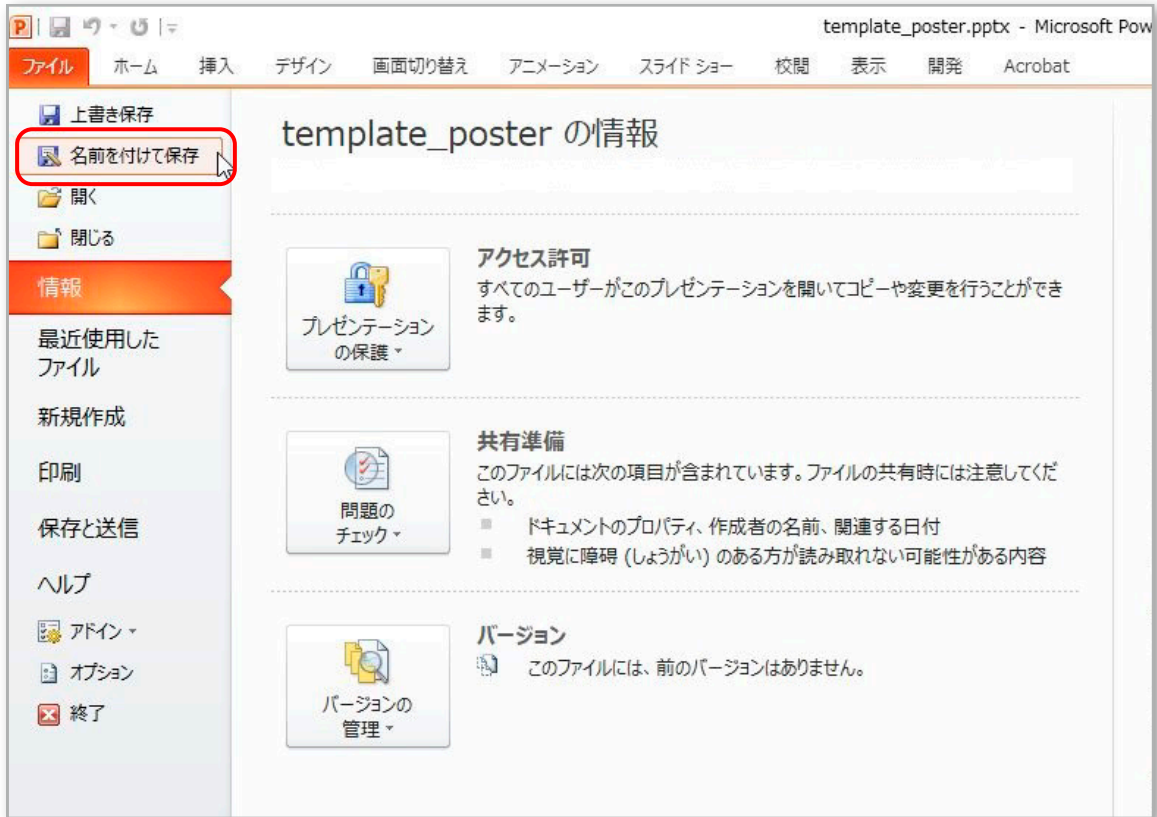 template_poster.pptx - Microsoft Pow
ファイル ホーム 挿入 デザイン 画面切り替え アニメーション スライド ショー 校閲 表示 開発 Acrobat
上書き保存
名前を付けて保存
開く
閉じる
情報
最近使用した
ファイル
新規作成
印刷
保存と送信
ヘルプ
アドイン
オプション
終了
template_poster の情報
プレゼンテーション
の保護
アクセス許可
すべてのユーザーがこのプレゼンテーションを開いてコピーや変更を行うことができ
ます。
問題の
チェック
共有準備
このファイルには次の項目が含まれています。ファイルの共有時には注意してくだ
さい。
ドキュメントのプロパティ、作成者の名前、関連する日付
視覚に障碍 (しょうがい) のある方が読み取れない可能性がある内容
バージョンの
管理
バージョン
このファイルには、前のバージョンはありません。